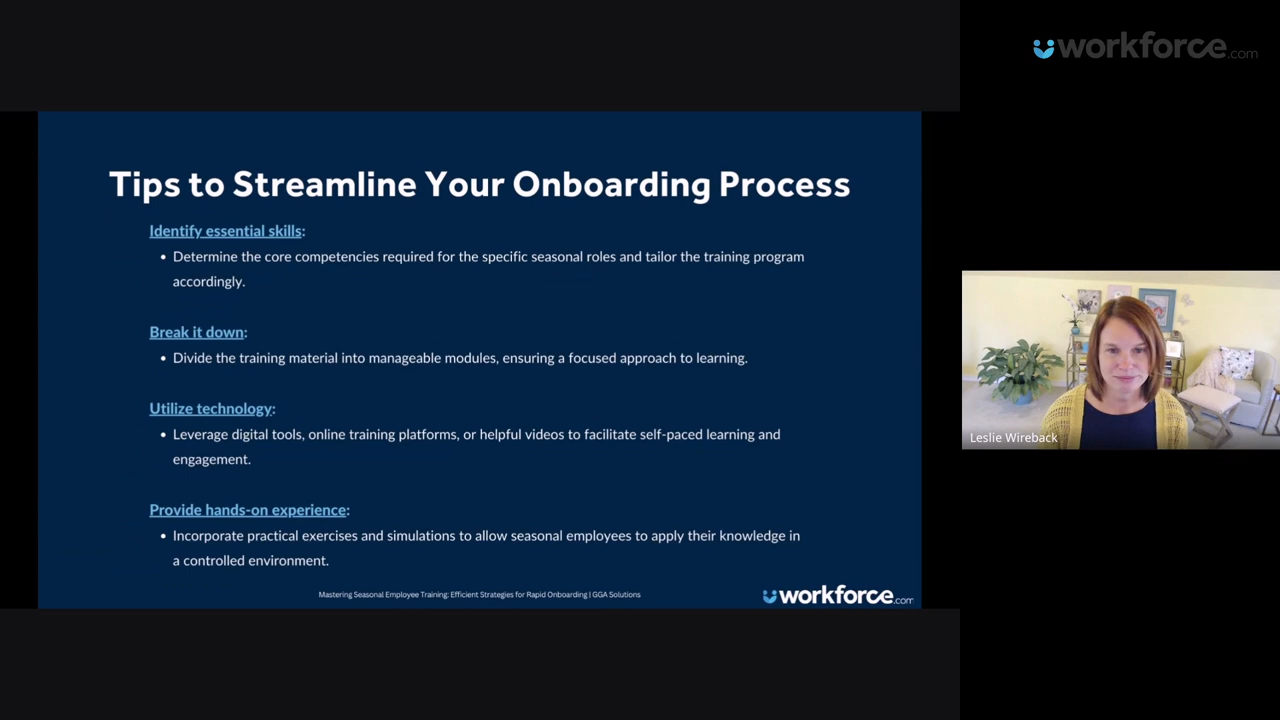 workforce.com
Tips to Streamline Your Onboarding Process
Identify essential skills:
• Determine the core competencies required for the specific seasonal roles and tailor the training program
accordingly.
Break it down:
• Divide the training material into manageable modules, ensuring a focused approach to learning.
Utilize technology:
• Leverage digital tools, online training platforms, or helpful videos to facilitate self-paced learning and
engagement.
Provide hands-on experience:
• Incorporate practical exercises and simulations to allow seasonal employees to apply their knowledge in
a controlled environment.
Mastering Seasonal Employee Training: Efficient Strategies for Rapid Onboarding | GGA Solutions
workforce.com
Leslie Wireback